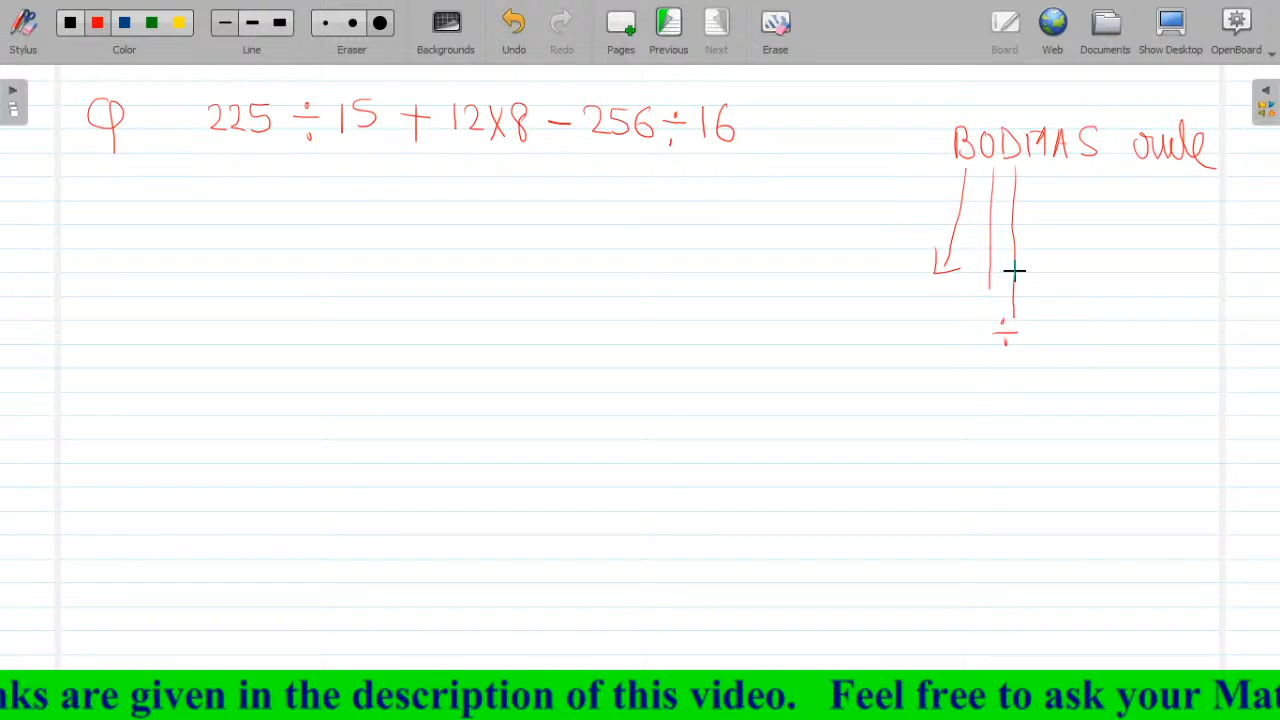 Stylus
Color
Line
Eraser
Backgrounds
Undo
Redo
Pages
Previous
Next
Erase
Board
Web
Documents
Show Desktop
OpenBoard
Q 225 ÷ 15 + 12x8 - 256 ÷ 16
BODMAS rule
÷
nks are given in the description of this video. Feel free to ask your Ma